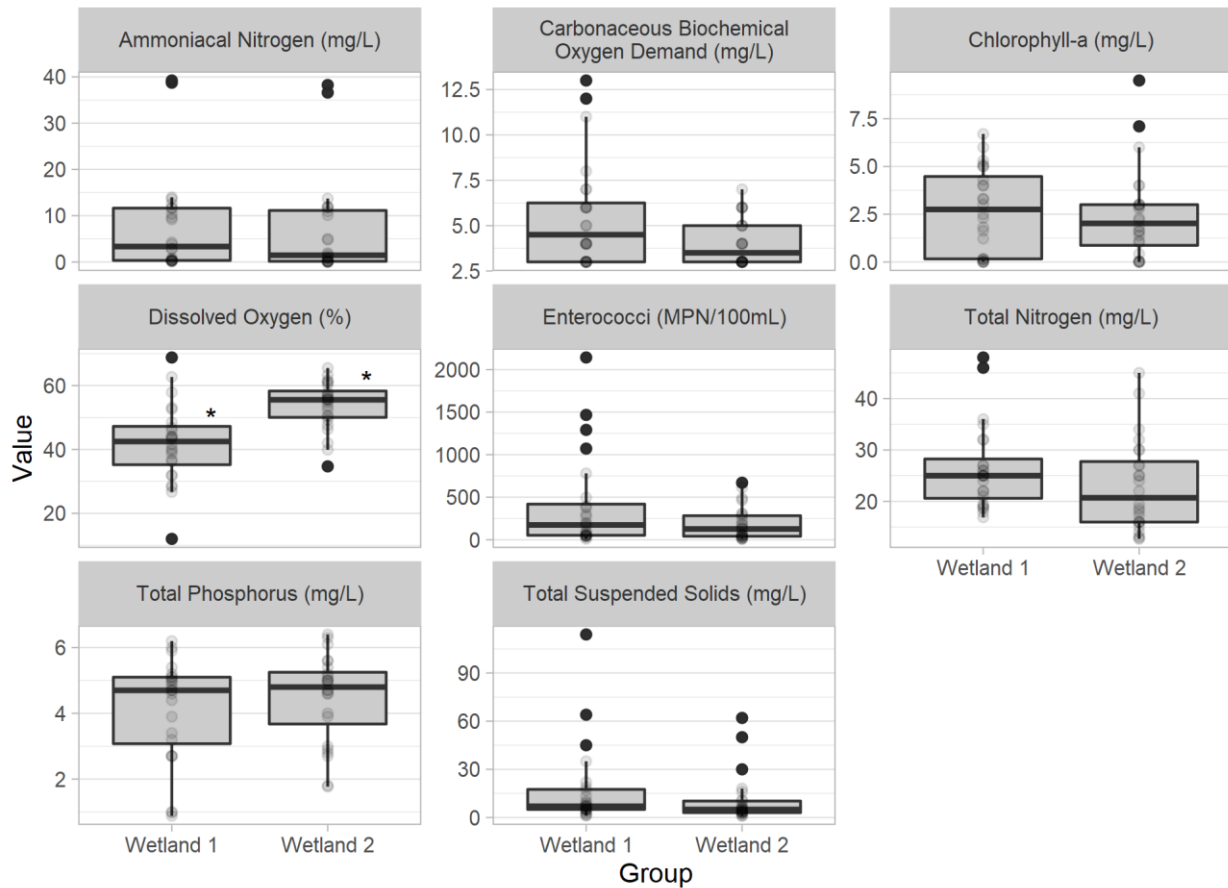 Ammoniacal Nitrogen (mg/L)
Carbonaceous Biochemical
Oxygen Demand (mg/L)
Chlorophyll-a (mg/L)
40
30
20
10
0
12.5
10.0
7.5
5.0
2.5
7.5
5.0
2.5
0.0
Dissolved Oxygen (%)
Enterococci (MPN/100mL)
Total Nitrogen (mg/L)
60
40
20
*
*
2000
1500
1000
500
0
40
30
20
Wetland 1
Wetland 2
Total Phosphorus (mg/L)
Total Suspended Solids (mg/L)
6
4
2
90
60
30
0
Wetland 1
Wetland 2
Wetland 1
Wetland 2
Value
Group